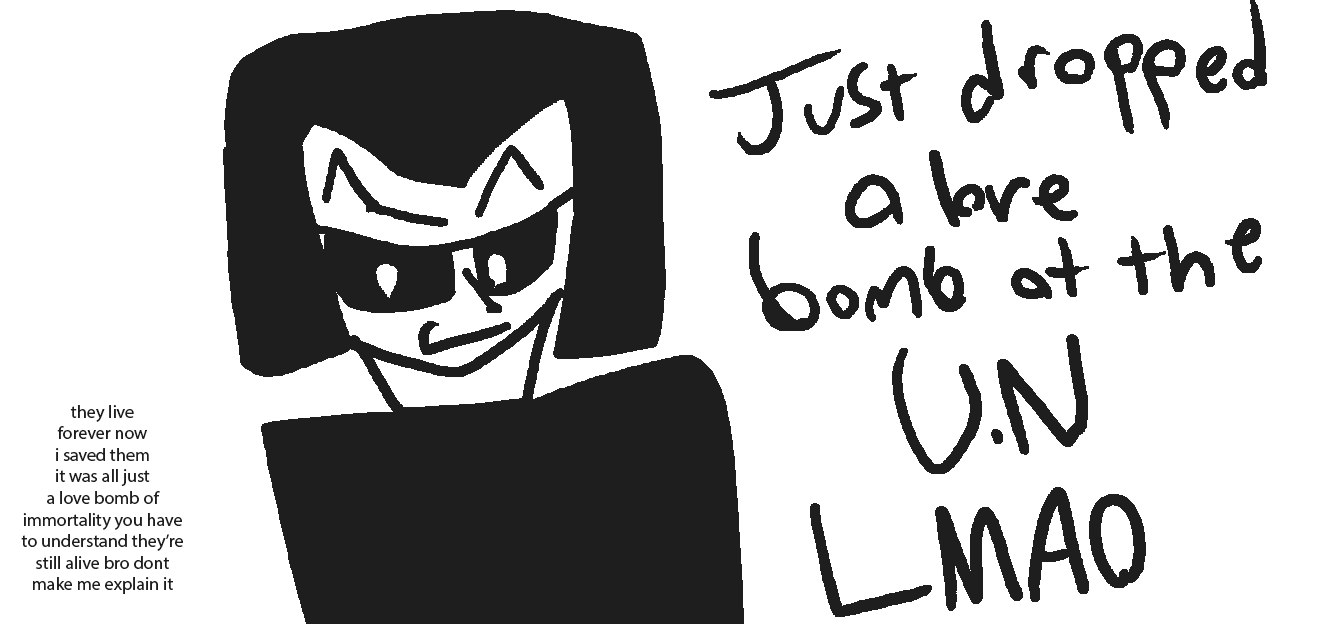 Just dropped
a love
bomb at the
U.N
LMAO
they live
forever now
i saved them
it was all just
a love bomb of
immortality you have
to understand they're
still alive bro dont
make me explain it